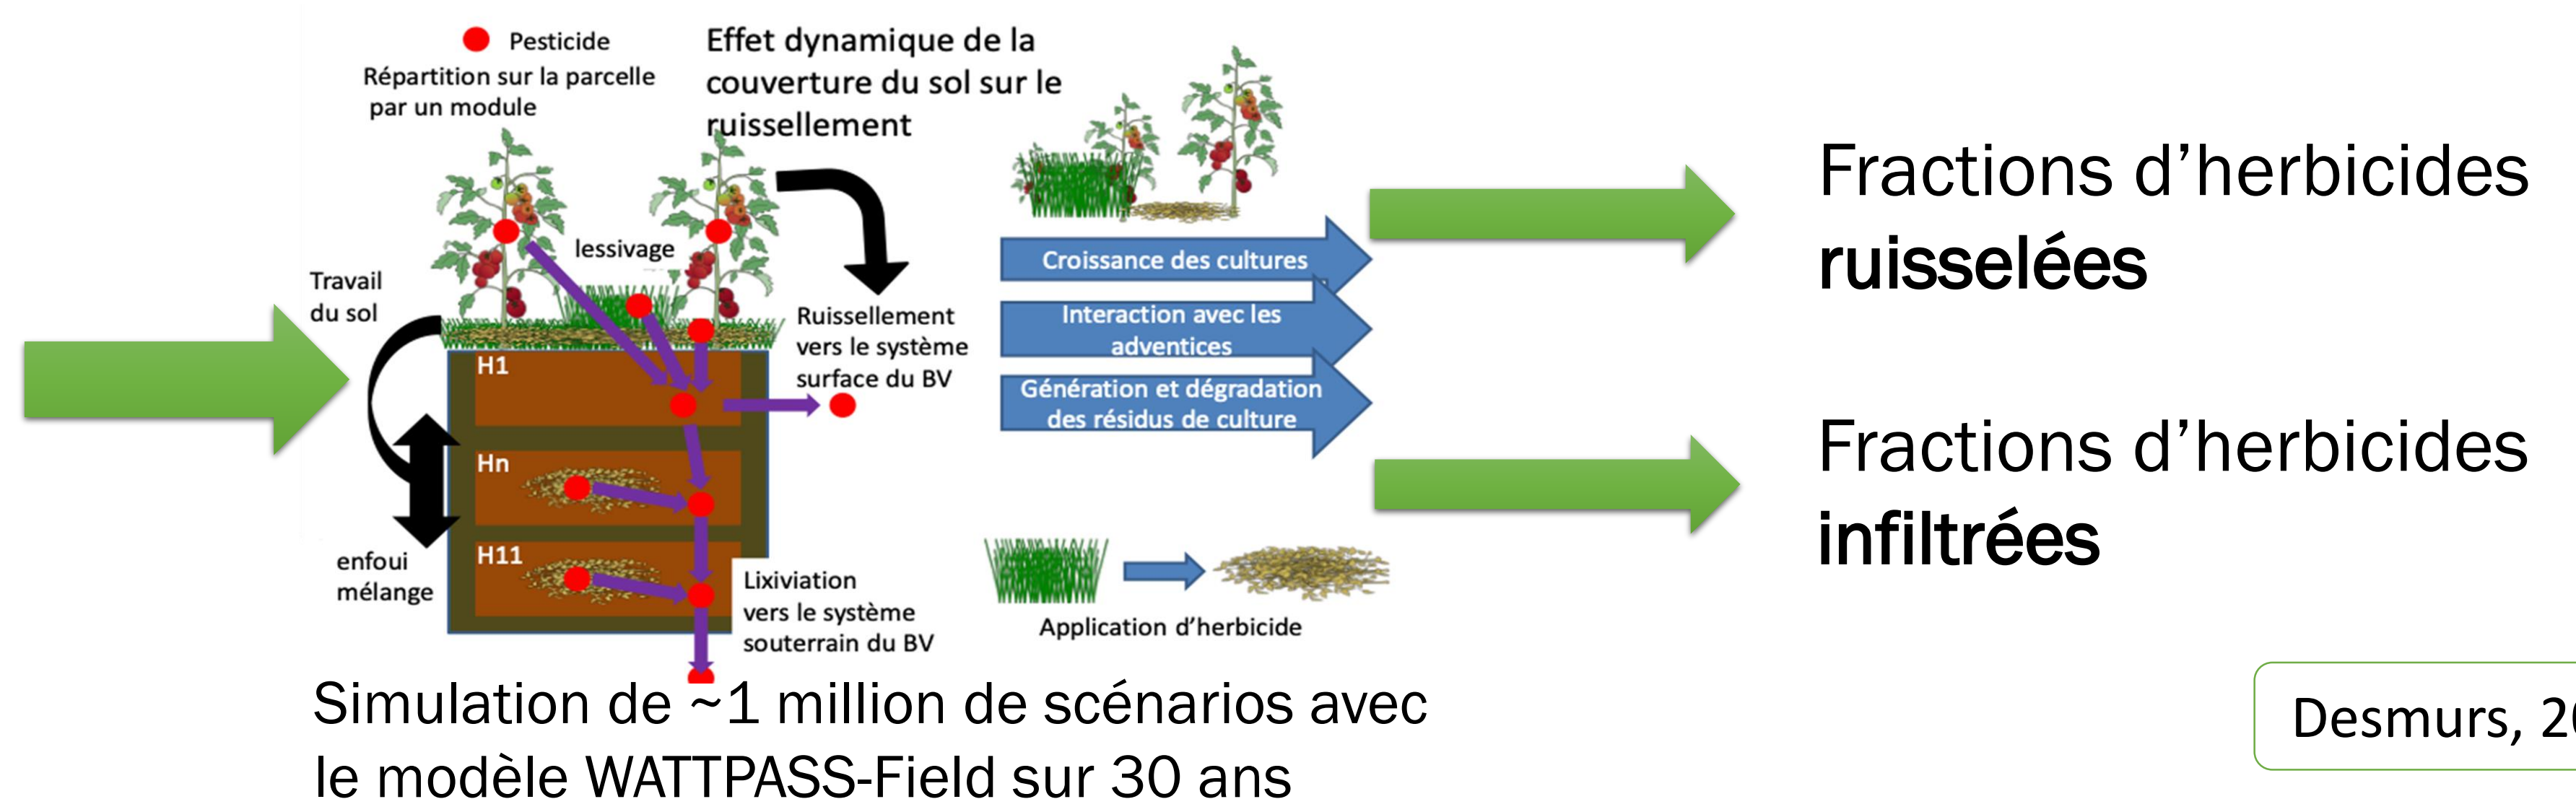 Pesticide
Répartition sur la parcelle
par un module
Effet dynamique de la
couverture du sol sur le
ruissellement
lessivage
Travail
du sol
Ruissellement
vers le système
surface du BV
H1
Hn
H11
enfoui
mélange
Lixiviation
vers le système
souterrain du BV
Croissance des cultures
Interaction avec les
adventices
Génération et dégradation
des résidus de culture
Application d’herbicide
Fractions d’herbicides
ruisselées
Fractions d’herbicides
infiltrées
Simulation de ~1 million de scénarios avec
le modèle WATTPASS-Field sur 30 ans
Desmurs,